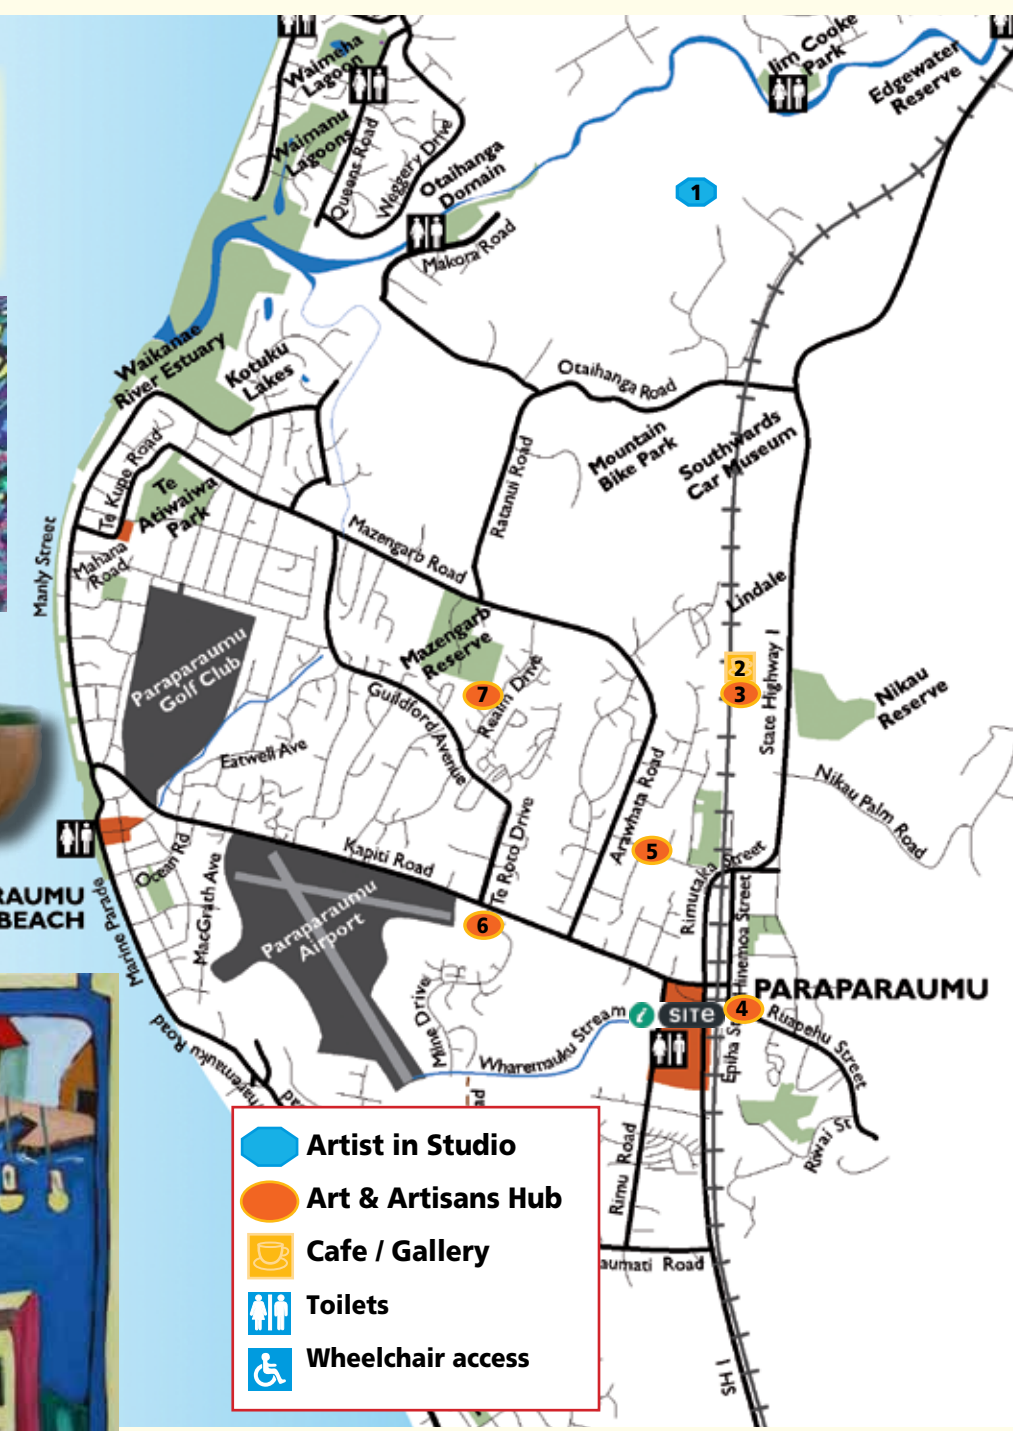 Waimeha
Lagoon
Jim Cooke
Park
Edgewater
Reserve
Waimanu
Lagoons
Queens Road
Weggery Drive
Otaihanga
Domain
1
Makora Road
Waikanae
River Estuary
Kotuku
Lakes
Otaihanga Road
Mountain
Bike Park
Southwards
Car Museum
Te Kupe Road
Te
Atiwaiwa
Park
Ratanui Road
Manly Street
Mahana
Road
Mazengarb Road
Lindale
Mazengarb
Reserve
Paraparaumu
Golf Club
2
3
State Highway 1
Nikau
Reserve
7
Realm Drive
Guildford Avenue
Eatwell Ave
Nikau Palm Road
Arawhata Road
Te Roto Drive
Kapiti Road
5
Rimutaka Street
Ocean Rd
MacGrath Ave
RAUMU
BEACH
Marine Parade
Paraparaumu
Airport
6
Hinemoa Street
PARAPARAUMU
Mine Drive
Wharemauku Stream
i SITe
4
Ruapehu Street
Epiha St
Wharemauku Road
ad
ad
Riwai St
Rimu Road
aumati Road
SH 1
Artist in Studio
Art & Artisans Hub
Cafe / Gallery
Toilets
Wheelchair access